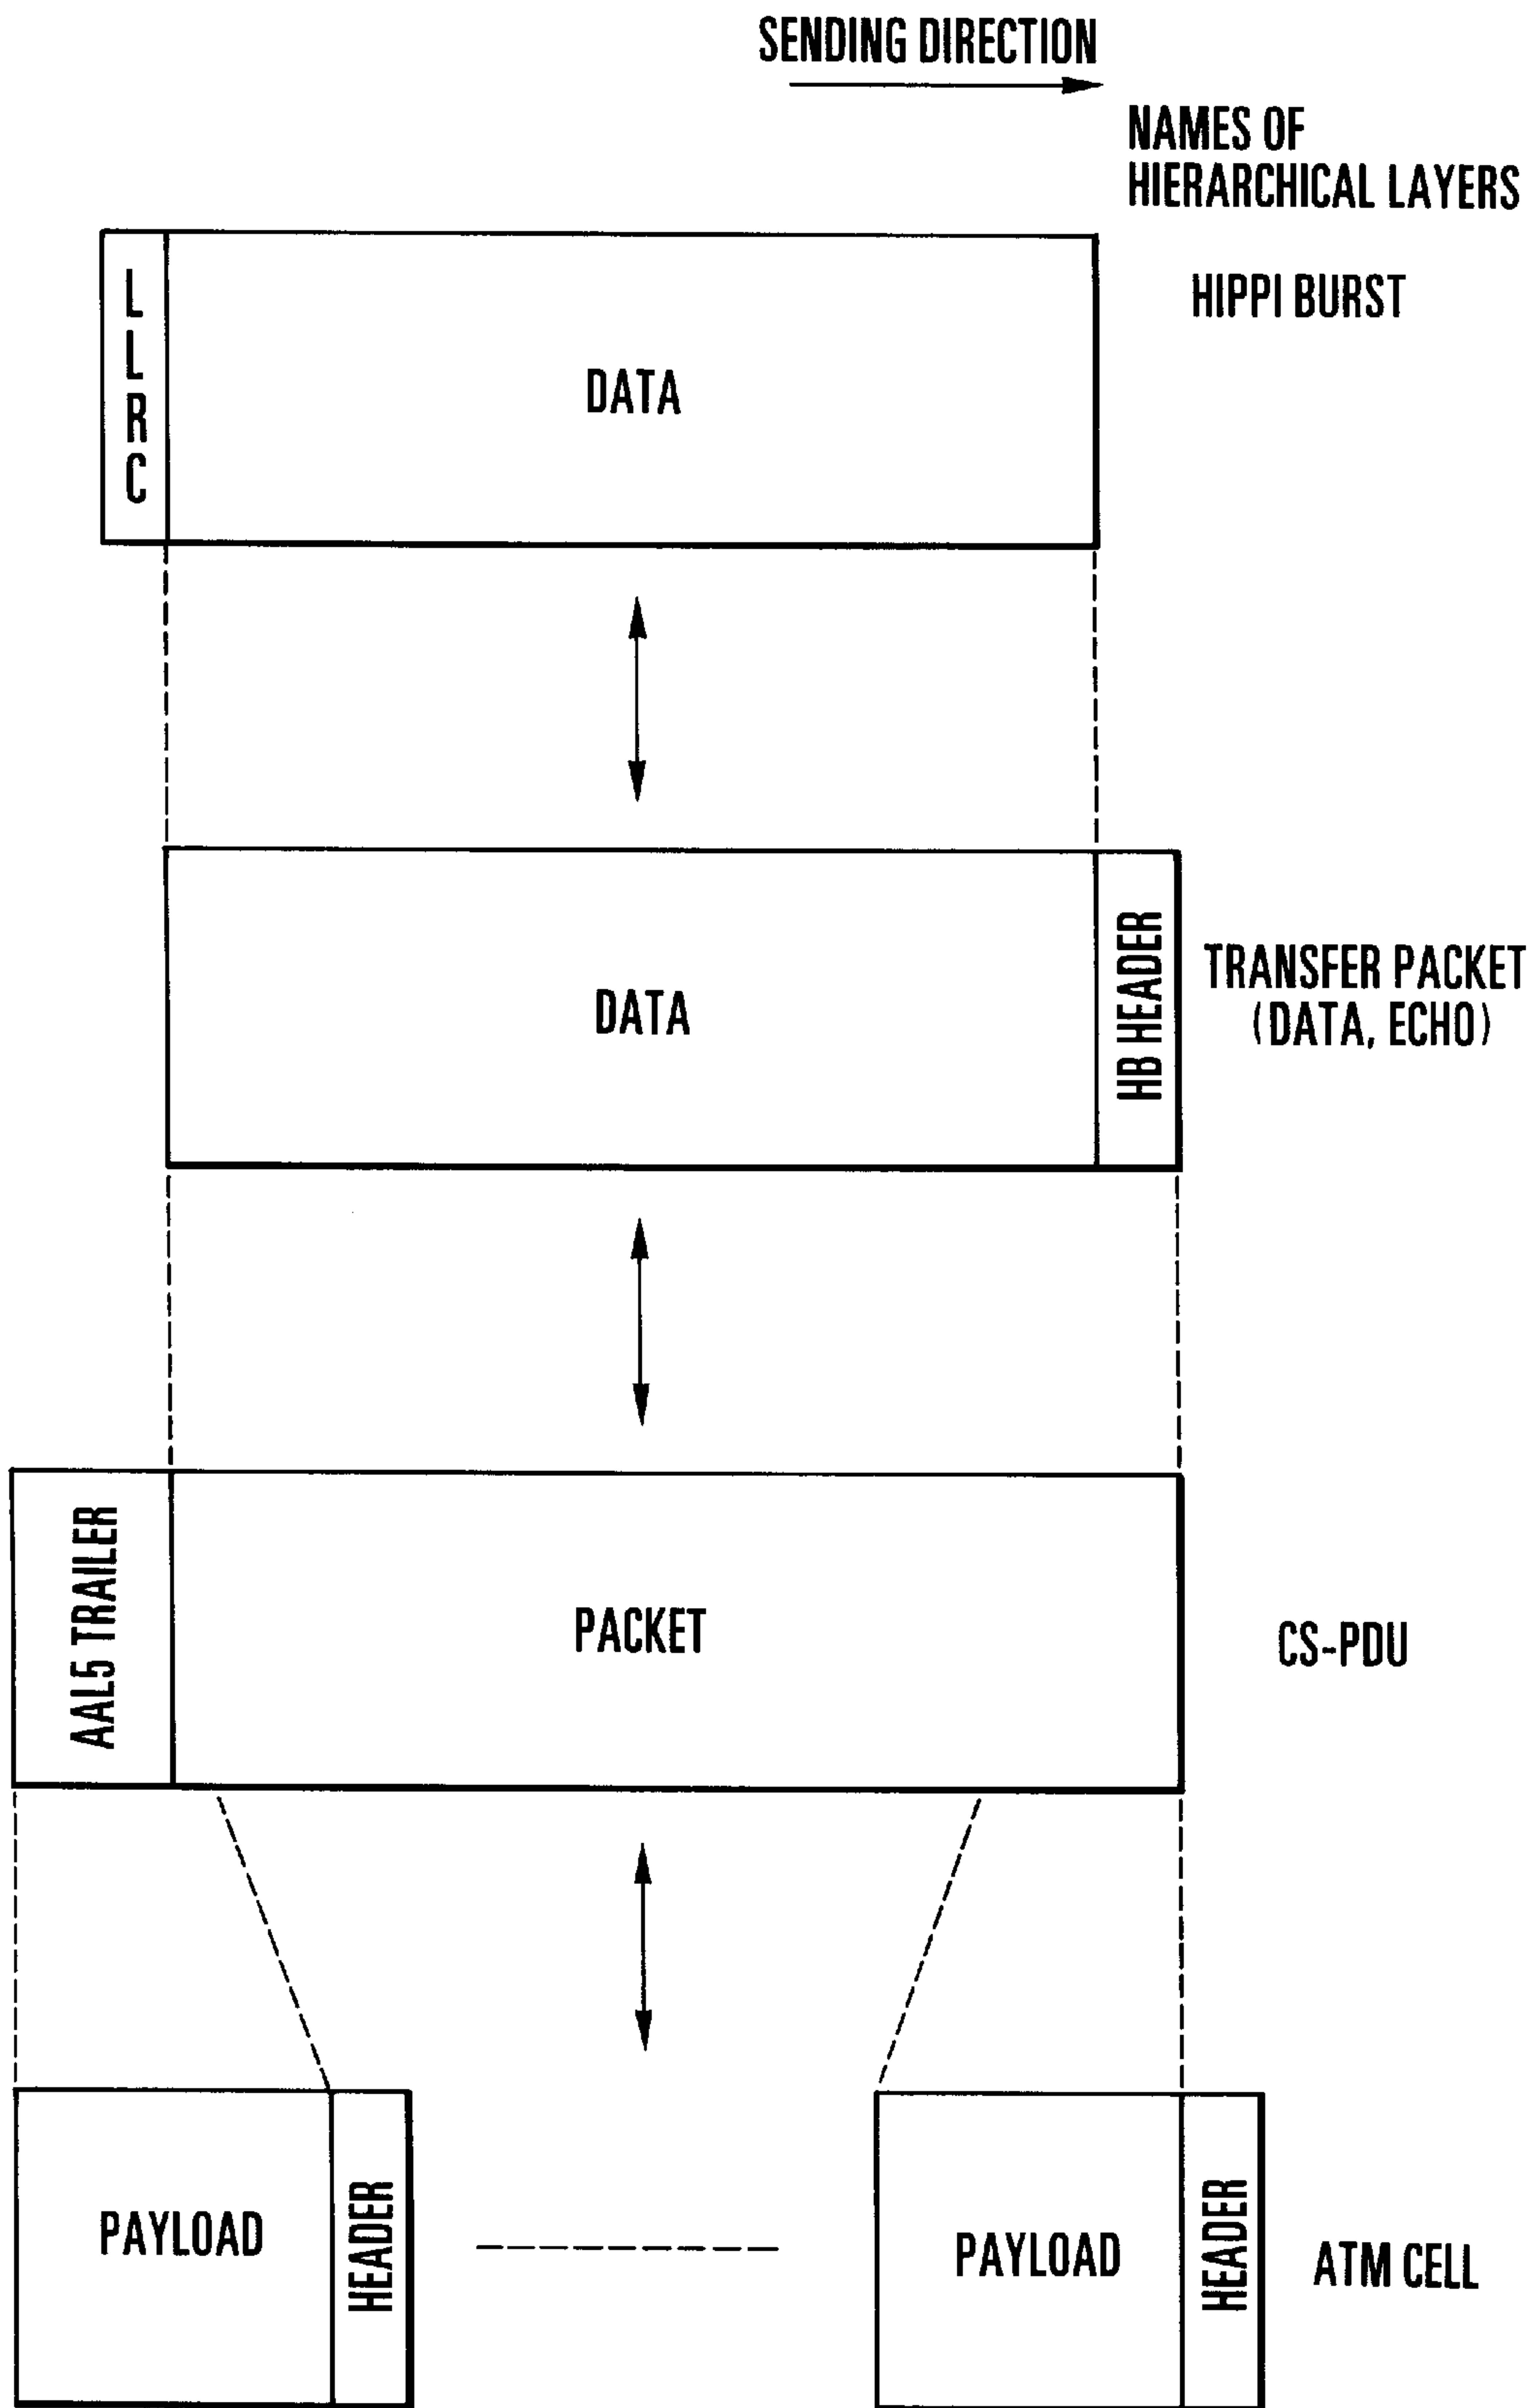 SENDING DIRECTION
NAMES OF
HIERARCHICAL LAYERS
LLRC
DATA
HIPPI BURST
DATA
HB HEADER
TRANSFER PACKET
(DATA, ECHO)
AAL5 TRAILER
PACKET
CS-PDU
PAYLOAD
HEADER
PAYLOAD
HEADER
ATM CELL